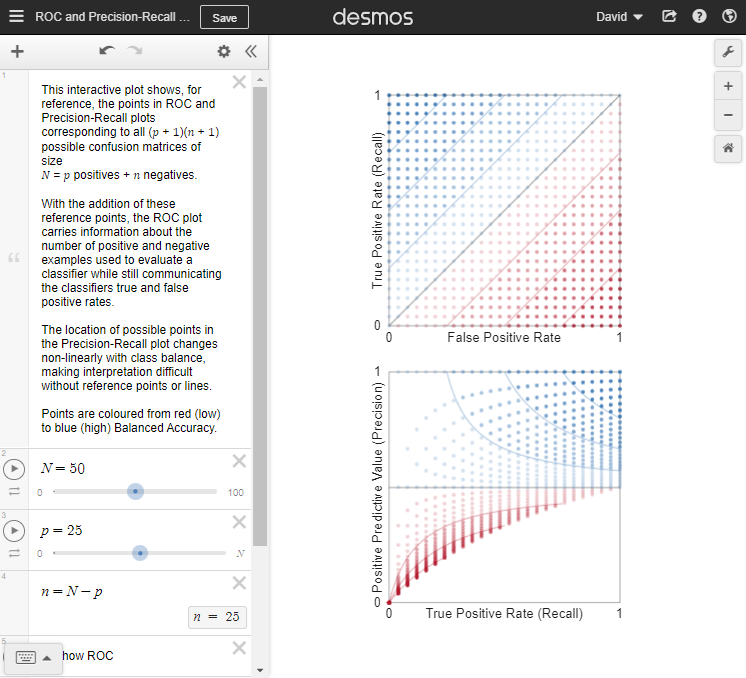 ROC and Precision-Recall ...
Save
desmos
David
1
This interactive plot shows, for
reference, the points in ROC and
Precision-Recall plots
corresponding to all (p + 1)(n + 1)
possible confusion matrices of
size
N = p positives + n negatives.
With the addition of these
reference points, the ROC plot
carries information about the
number of positive and negative
examples used to evaluate a
classifier while still communicating
the classifiers true and false
positive rates.
The location of possible points in
the Precision-Recall plot changes
non-linearly with class balance,
making interpretation difficult
without reference points or lines.
Points are coloured from red (low)
to blue (high) Balanced Accuracy.
2
N = 50
0
100
3
p = 25
0
N
4
n = N − p
n = 25
5
how ROC
1
True Positive Rate (Recall)
0
0
False Positive Rate
1
1
Positive Predictive Value (Precision)
0
0
True Positive Rate (Recall)
1